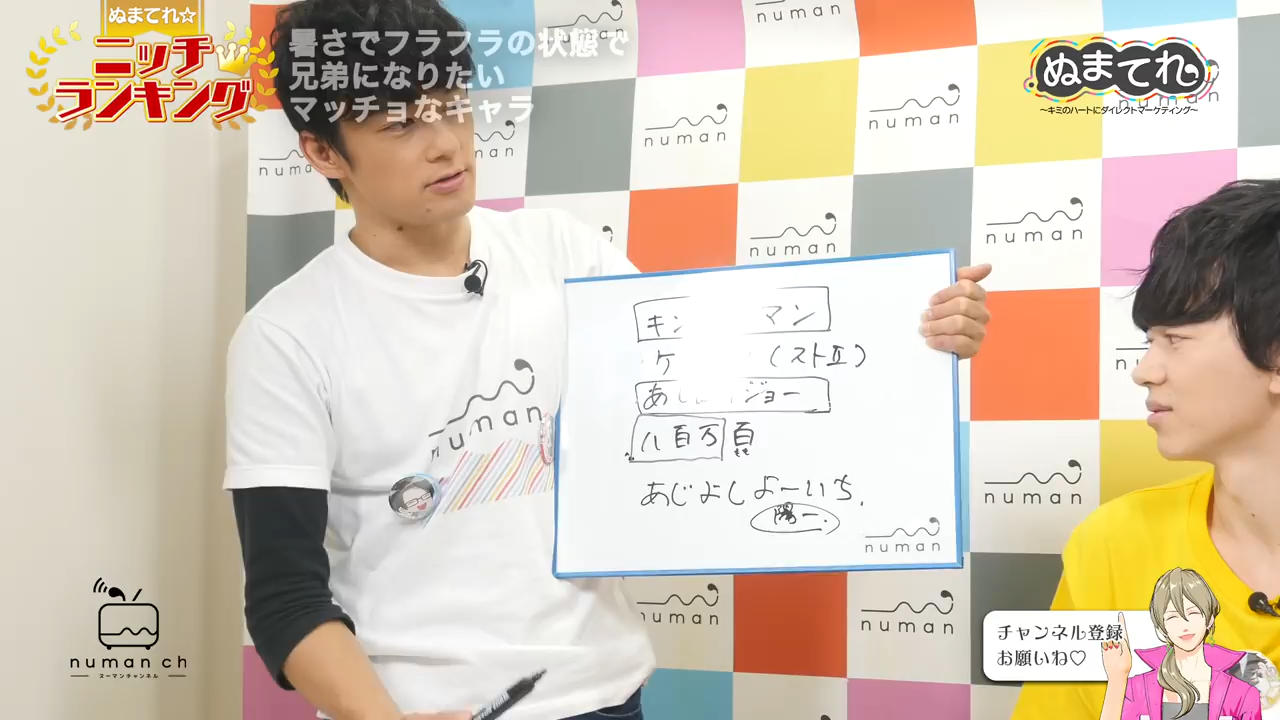 ぬまてれ☆
ニッチ
ランキング
暑さでフラフラの状態で
兄弟になりたい
マッチョなキャラ
ぬまてれ
〜キミのハートにダイレクトマーケティング〜
numan
numan
numan
numan
numan
numan
numan
キン マン
ケ (ストⅡ)
あし ジョー
八百万 百
あじよしよーいち.
陽一.
numan
numan
numan
numan
numan ch
ヌーマンチャンネル
チャンネル登録
お願いね♡